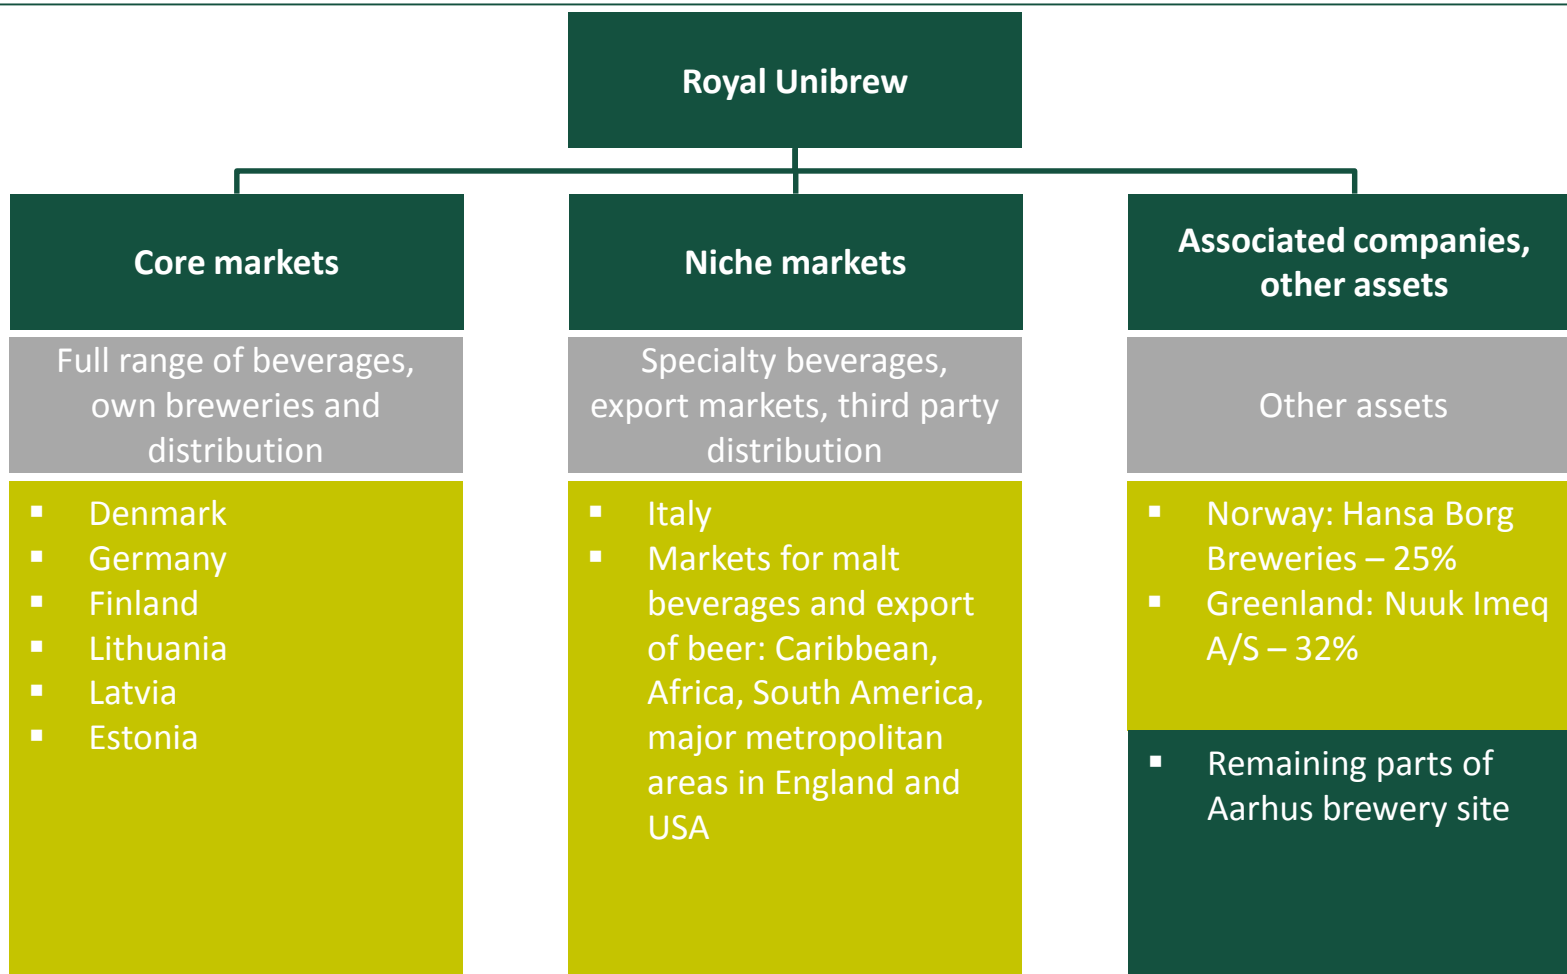 Royal Unibrew
Core markets
Full range of beverages,
own breweries and
distribution
▪ Denmark
▪ Germany
▪ Finland
▪ Lithuania
▪ Latvia
▪ Estonia
Niche markets
Specialty beverages,
export markets, third party
distribution
▪ Italy
▪ Markets for malt
beverages and export
of beer: Caribbean,
Africa, South America,
major metropolitan
areas in England and
USA
Associated companies,
other assets
Other assets
▪ Norway: Hansa Borg
Breweries – 25%
▪ Greenland: Nuuk Imeq
A/S – 32%
▪ Remaining parts of
Aarhus brewery site